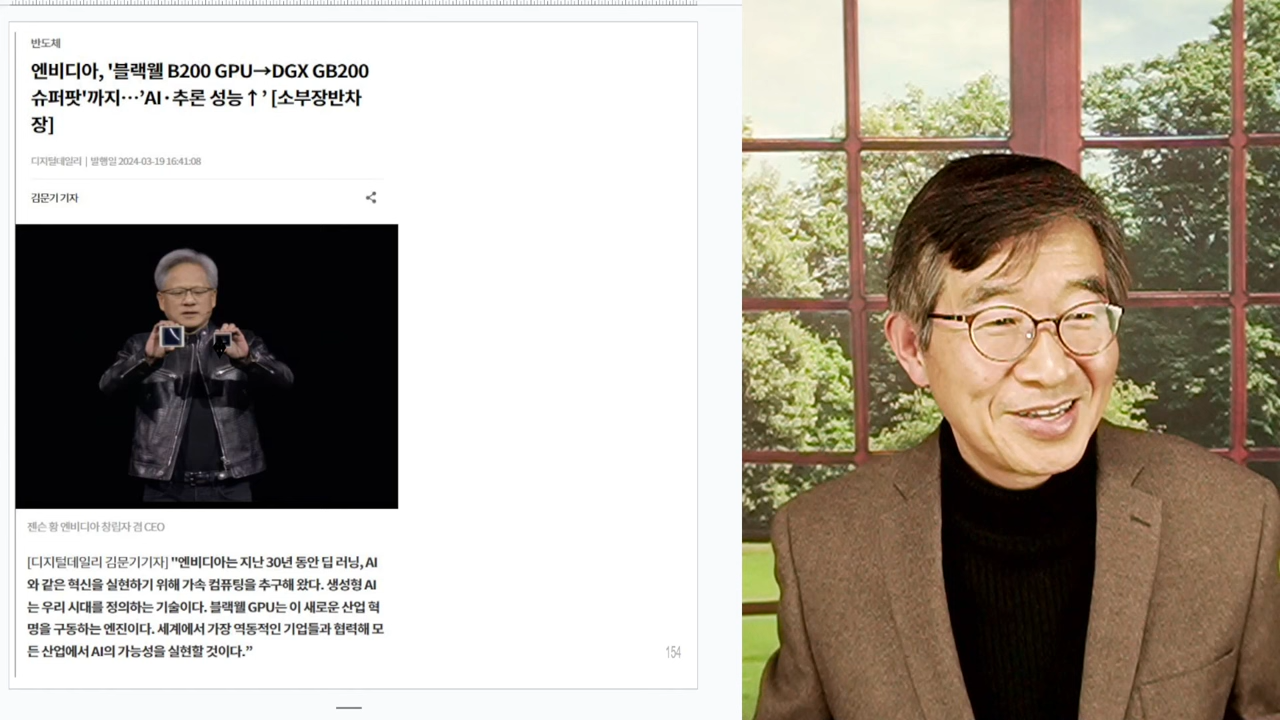 반도체
엔비디아, '블랙웰 B200 GPU→DGX GB200
슈퍼팟'까지…’AI·추론 성능↑’ [소부장반차
장]
디지털데일리 | 발행일 2024-03-19 16:41:08
김문기 기자
젠슨 황 엔비디아 창립자 겸 CEO
[디지털데일리 김문기기자] "엔비디아는 지난 30년 동안 딥 러닝, AI
와 같은 혁신을 실현하기 위해 가속 컴퓨팅을 추구해 왔다. 생성형 AI
는 우리 시대를 정의하는 기술이다. 블랙웰 GPU는 이 새로운 산업 혁
명을 구동하는 엔진이다. 세계에서 가장 역동적인 기업들과 협력해 모
든 산업에서 AI의 가능성을 실현할 것이다.”
154